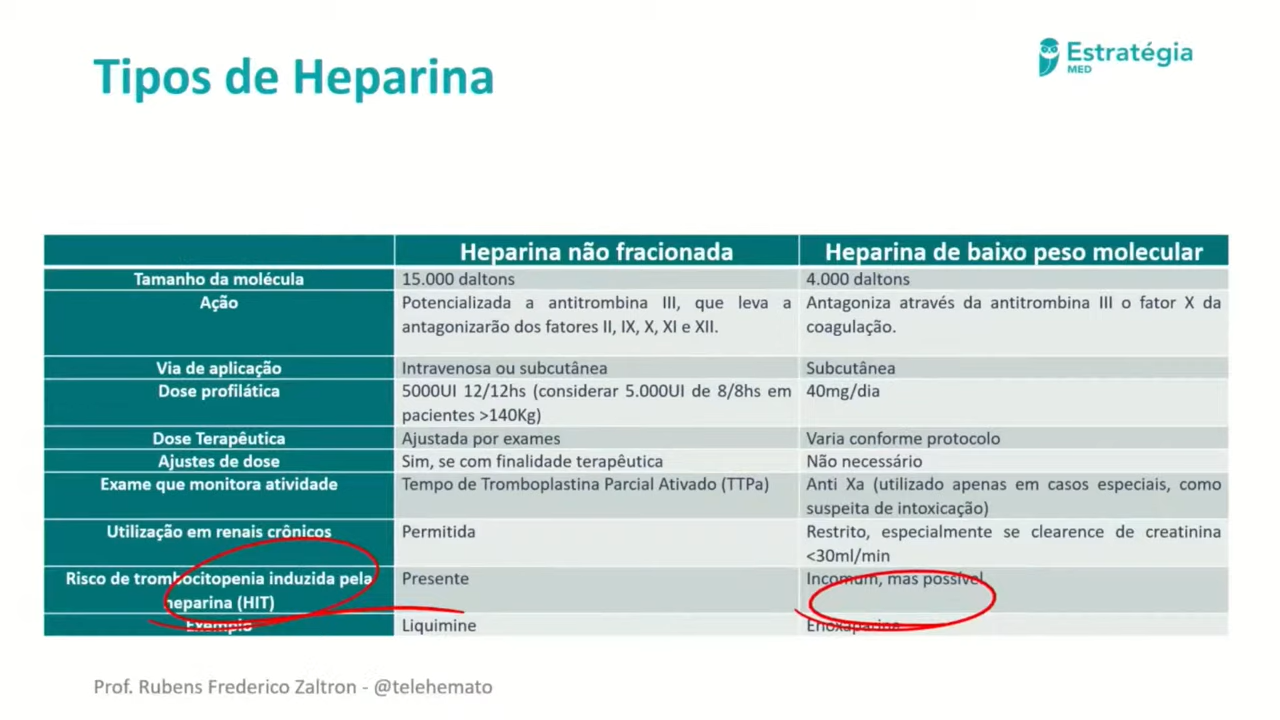 Tipos de Heparina
Estratégia
MED
Heparina não fracionada
Heparina de baixo peso molecular
Tamanho da molécula
15.000 daltons
4.000 daltons
Ação
Potencializada a antitrombina III, que leva a
antagonizarão dos fatores II, IX, X, XI e XII.
Antagoniza através da antitrombina III o fator X da
coagulação.
Via de aplicação
Intravenosa ou subcutânea
Subcutânea
Dose profilática
5000UI 12/12hs (considerar 5.000UI de 8/8hs em
pacientes >140Kg)
40mg/dia
Dose Terapêutica
Ajustada por exames
Varia conforme protocolo
Ajustes de dose
Sim, se com finalidade terapêutica
Não necessário
Exame que monitora atividade
Tempo de Tromboplastina Parcial Ativado (TTPa)
Anti Xa (utilizado apenas em casos especiais, como
suspeita de intoxicação)
Utilização em renais crônicos
Permitida
Restrito, especialmente se clearence de creatinina
<30ml/min
Risco de trombocitopenia induzida pela
heparina (HIT)
Presente
Incomum, mas possível
Exemplo
Liquimine
Enoxaparina
Prof. Rubens Frederico Zaltron - @telehemato